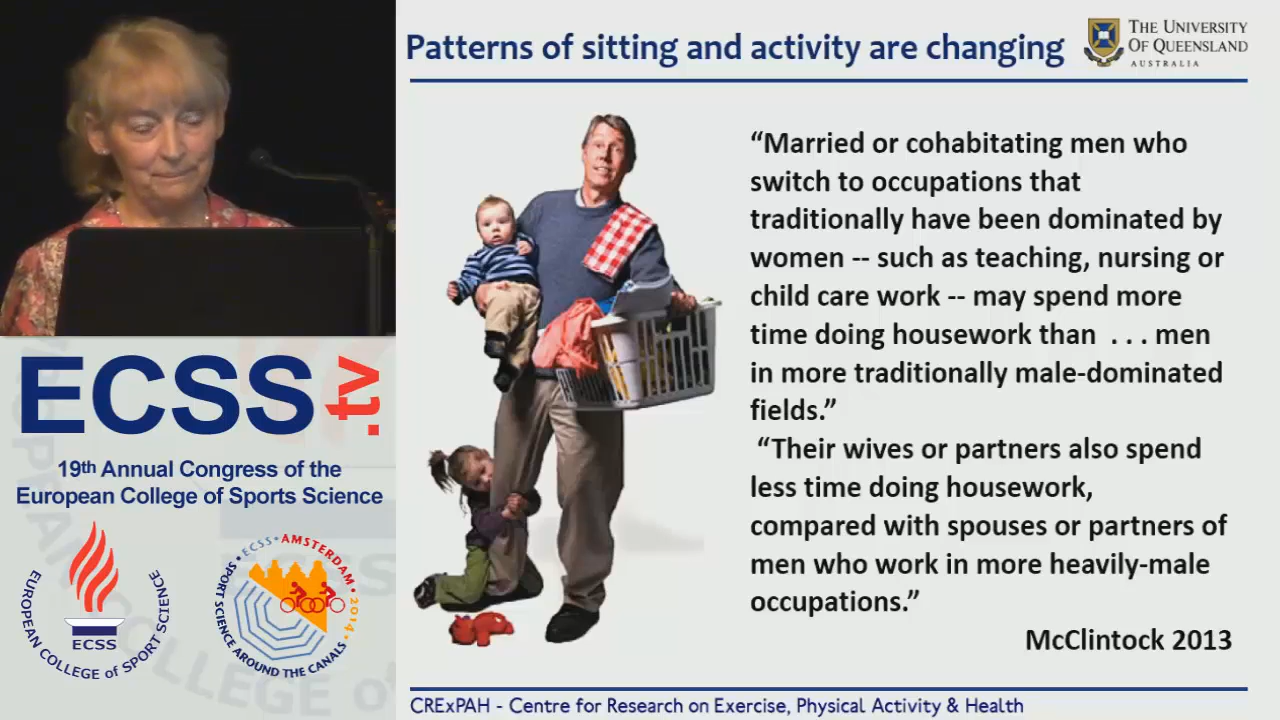 Patterns of sitting and activity are changing
THE UNIVERSITY
OF QUEENSLAND
AUSTRALIA
“Married or cohabitating men who
switch to occupations that
traditionally have been dominated by
women -- such as teaching, nursing or
child care work -- may spend more
time doing housework than . . . men
in more traditionally male-dominated
fields.”
“Their wives or partners also spend
less time doing housework,
compared with spouses or partners of
men who work in more heavily-male
occupations.”
McClintock 2013
CRExPAH - Centre for Research on Exercise, Physical Activity & Health
ECSS.tv
19th Annual Congress of the
European College of Sports Science
EUROPEAN COLLEGE of SPORT SCIENCE
ECSS
·ECSS·AMSTERDAM·2014·
SPORT SCIENCE AROUND THE CANALS